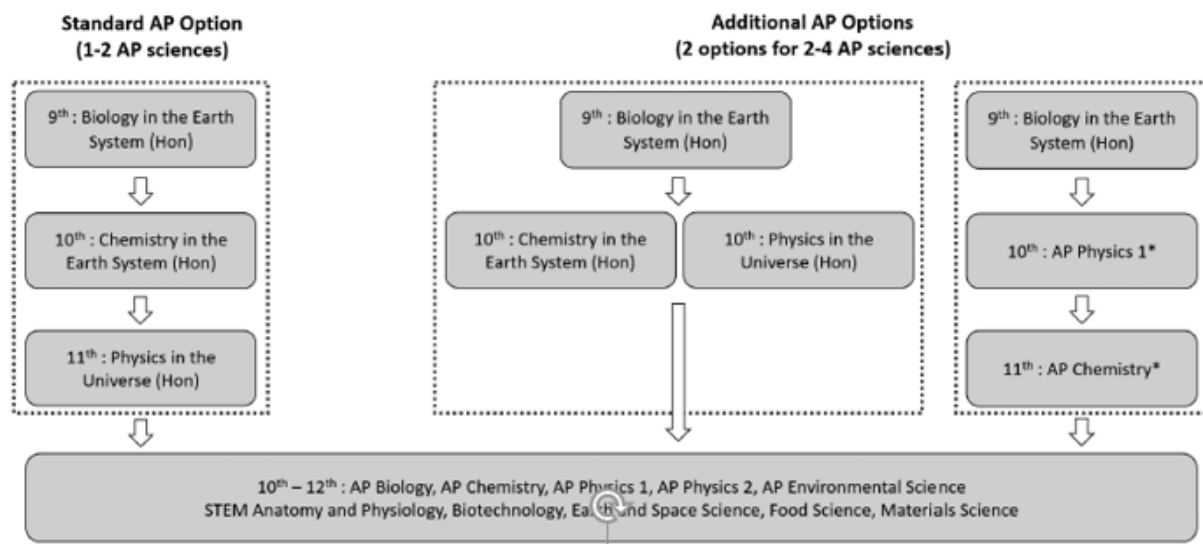 Standard AP Option
(1-2 AP sciences)
9th : Biology in the Earth
System (Hon)
10th : Chemistry in the
Earth System (Hon)
11th : Physics in the
Universe (Hon)
Additional AP Options
(2 options for 2-4 AP sciences)
9th : Biology in the Earth
System (Hon)
10th : Chemistry in the
Earth System (Hon)
10th : Physics in the
Universe (Hon)
9th : Biology in the Earth
System (Hon)
10th : AP Physics 1*
11th : AP Chemistry*
10th – 12th : AP Biology, AP Chemistry, AP Physics 1, AP Physics 2, AP Environmental Science
STEM Anatomy and Physiology, Biotechnology, Earth and Space Science, Food Science, Materials Science